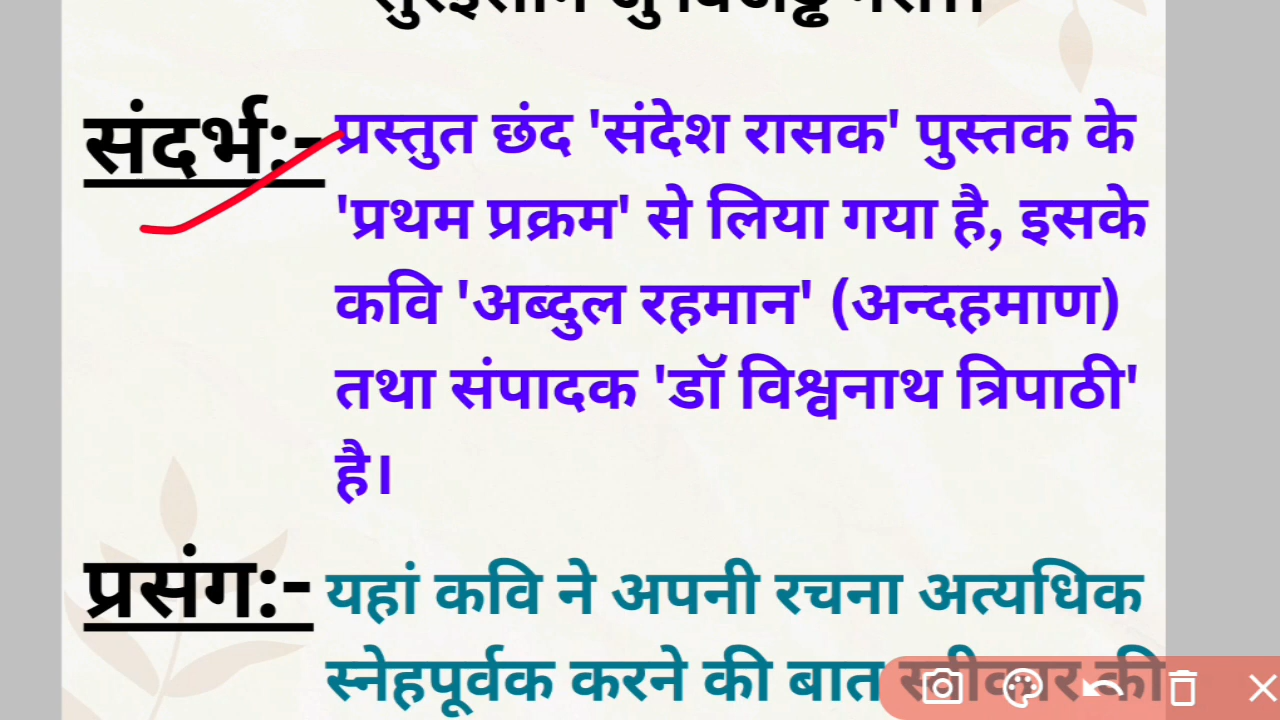 संदर्भ:- प्रस्तुत छंद 'संदेश रासक' पुस्तक के
'प्रथम प्रक्रम' से लिया गया है, इसके
कवि 'अब्दुल रहमान' (अन्दहमाण)
तथा संपादक 'डॉ विश्वनाथ त्रिपाठी'
है।
प्रसंग:- यहां कवि ने अपनी रचना अत्यधिक
स्नेहपूर्वक करने की बात स्वीकार की